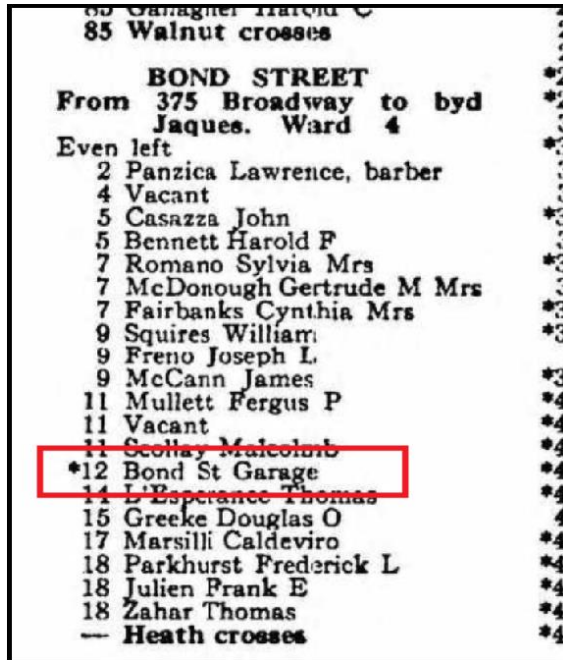 85 Gallagher Harold C
85 Walnut crosses
BOND STREET
From 375 Broadway to byd
Jaques. Ward 4
Even left
2 Panzica Lawrence, barber
4 Vacant
5 Casazza John
5 Bennett Harold F
7 Romano Sylvia Mrs
7 McDonough Gertrude M Mrs
7 Fairbanks Cynthia Mrs
9 Squires William
9 Freno Joseph L
9 McCann James
11 Mullett Fergus P
11 Vacant
11 Scollay Malcolmb
*12 Bond St Garage
14 L'Esperance Thomas
15 Greeke Douglas O
17 Marsilli Caldeviro
18 Parkhurst Frederick L
18 Julien Frank E
18 Zahar Thomas
— Heath crosses